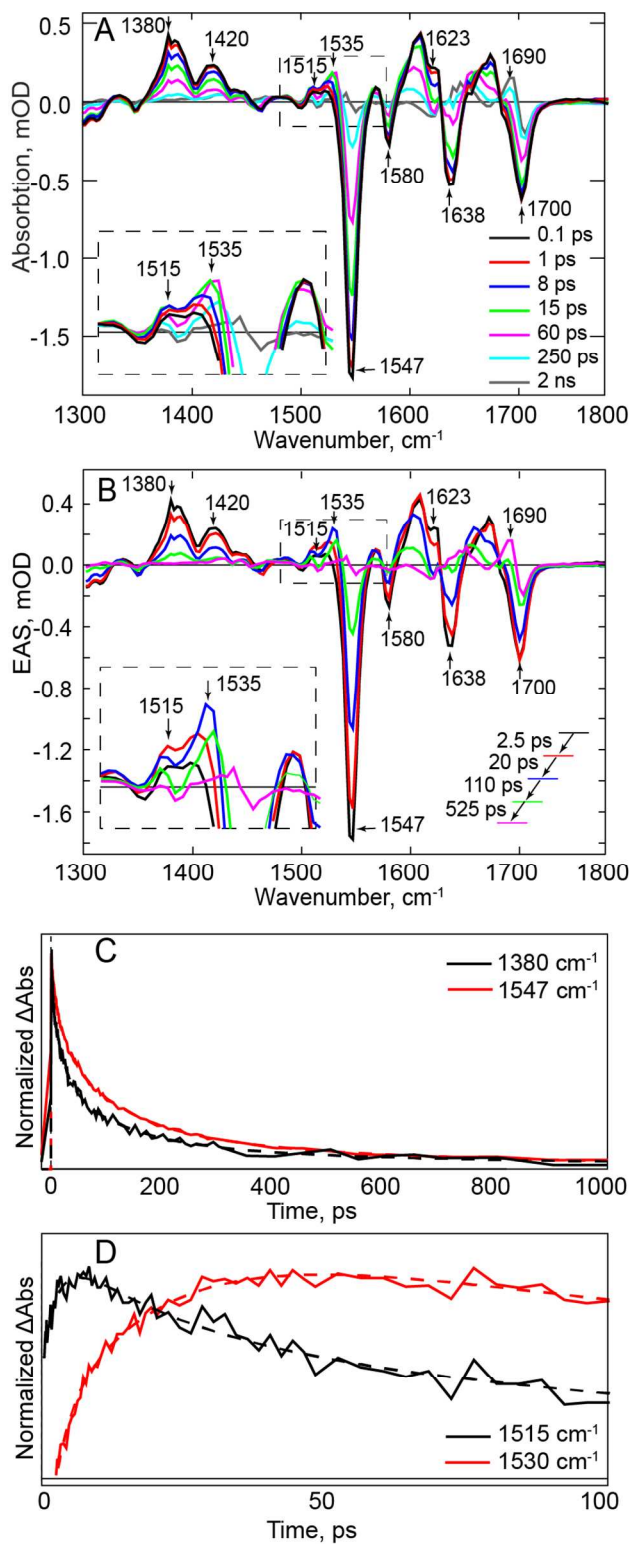 A
1380
1420
1515
1535
1623
1690
1580
1638
1700
1547
1515
1535
0.5
0.0
-0.5
-1.0
-1.5
Absorbtion, mOD
0.1 ps
1 ps
8 ps
15 ps
60 ps
250 ps
2 ns
1300 1400 1500 1600 1700 1800
Wavenumber, cm-1
B
1380
1420
1515
1535
1623
1690
1580
1638
1700
1547
1515
1535
0.4
0.0
-0.4
-0.8
-1.2
-1.6
EAS, mOD
2.5 ps
20 ps
110 ps
525 ps
1300 1400 1500 1600 1700 1800
Wavenumber, cm-1
C
1380 cm-1
1547 cm-1
Normalized ΔAbs
0 200 400 600 800 1000
Time, ps
D
1515 cm-1
1530 cm-1
Normalized ΔAbs
0 50 100
Time, ps